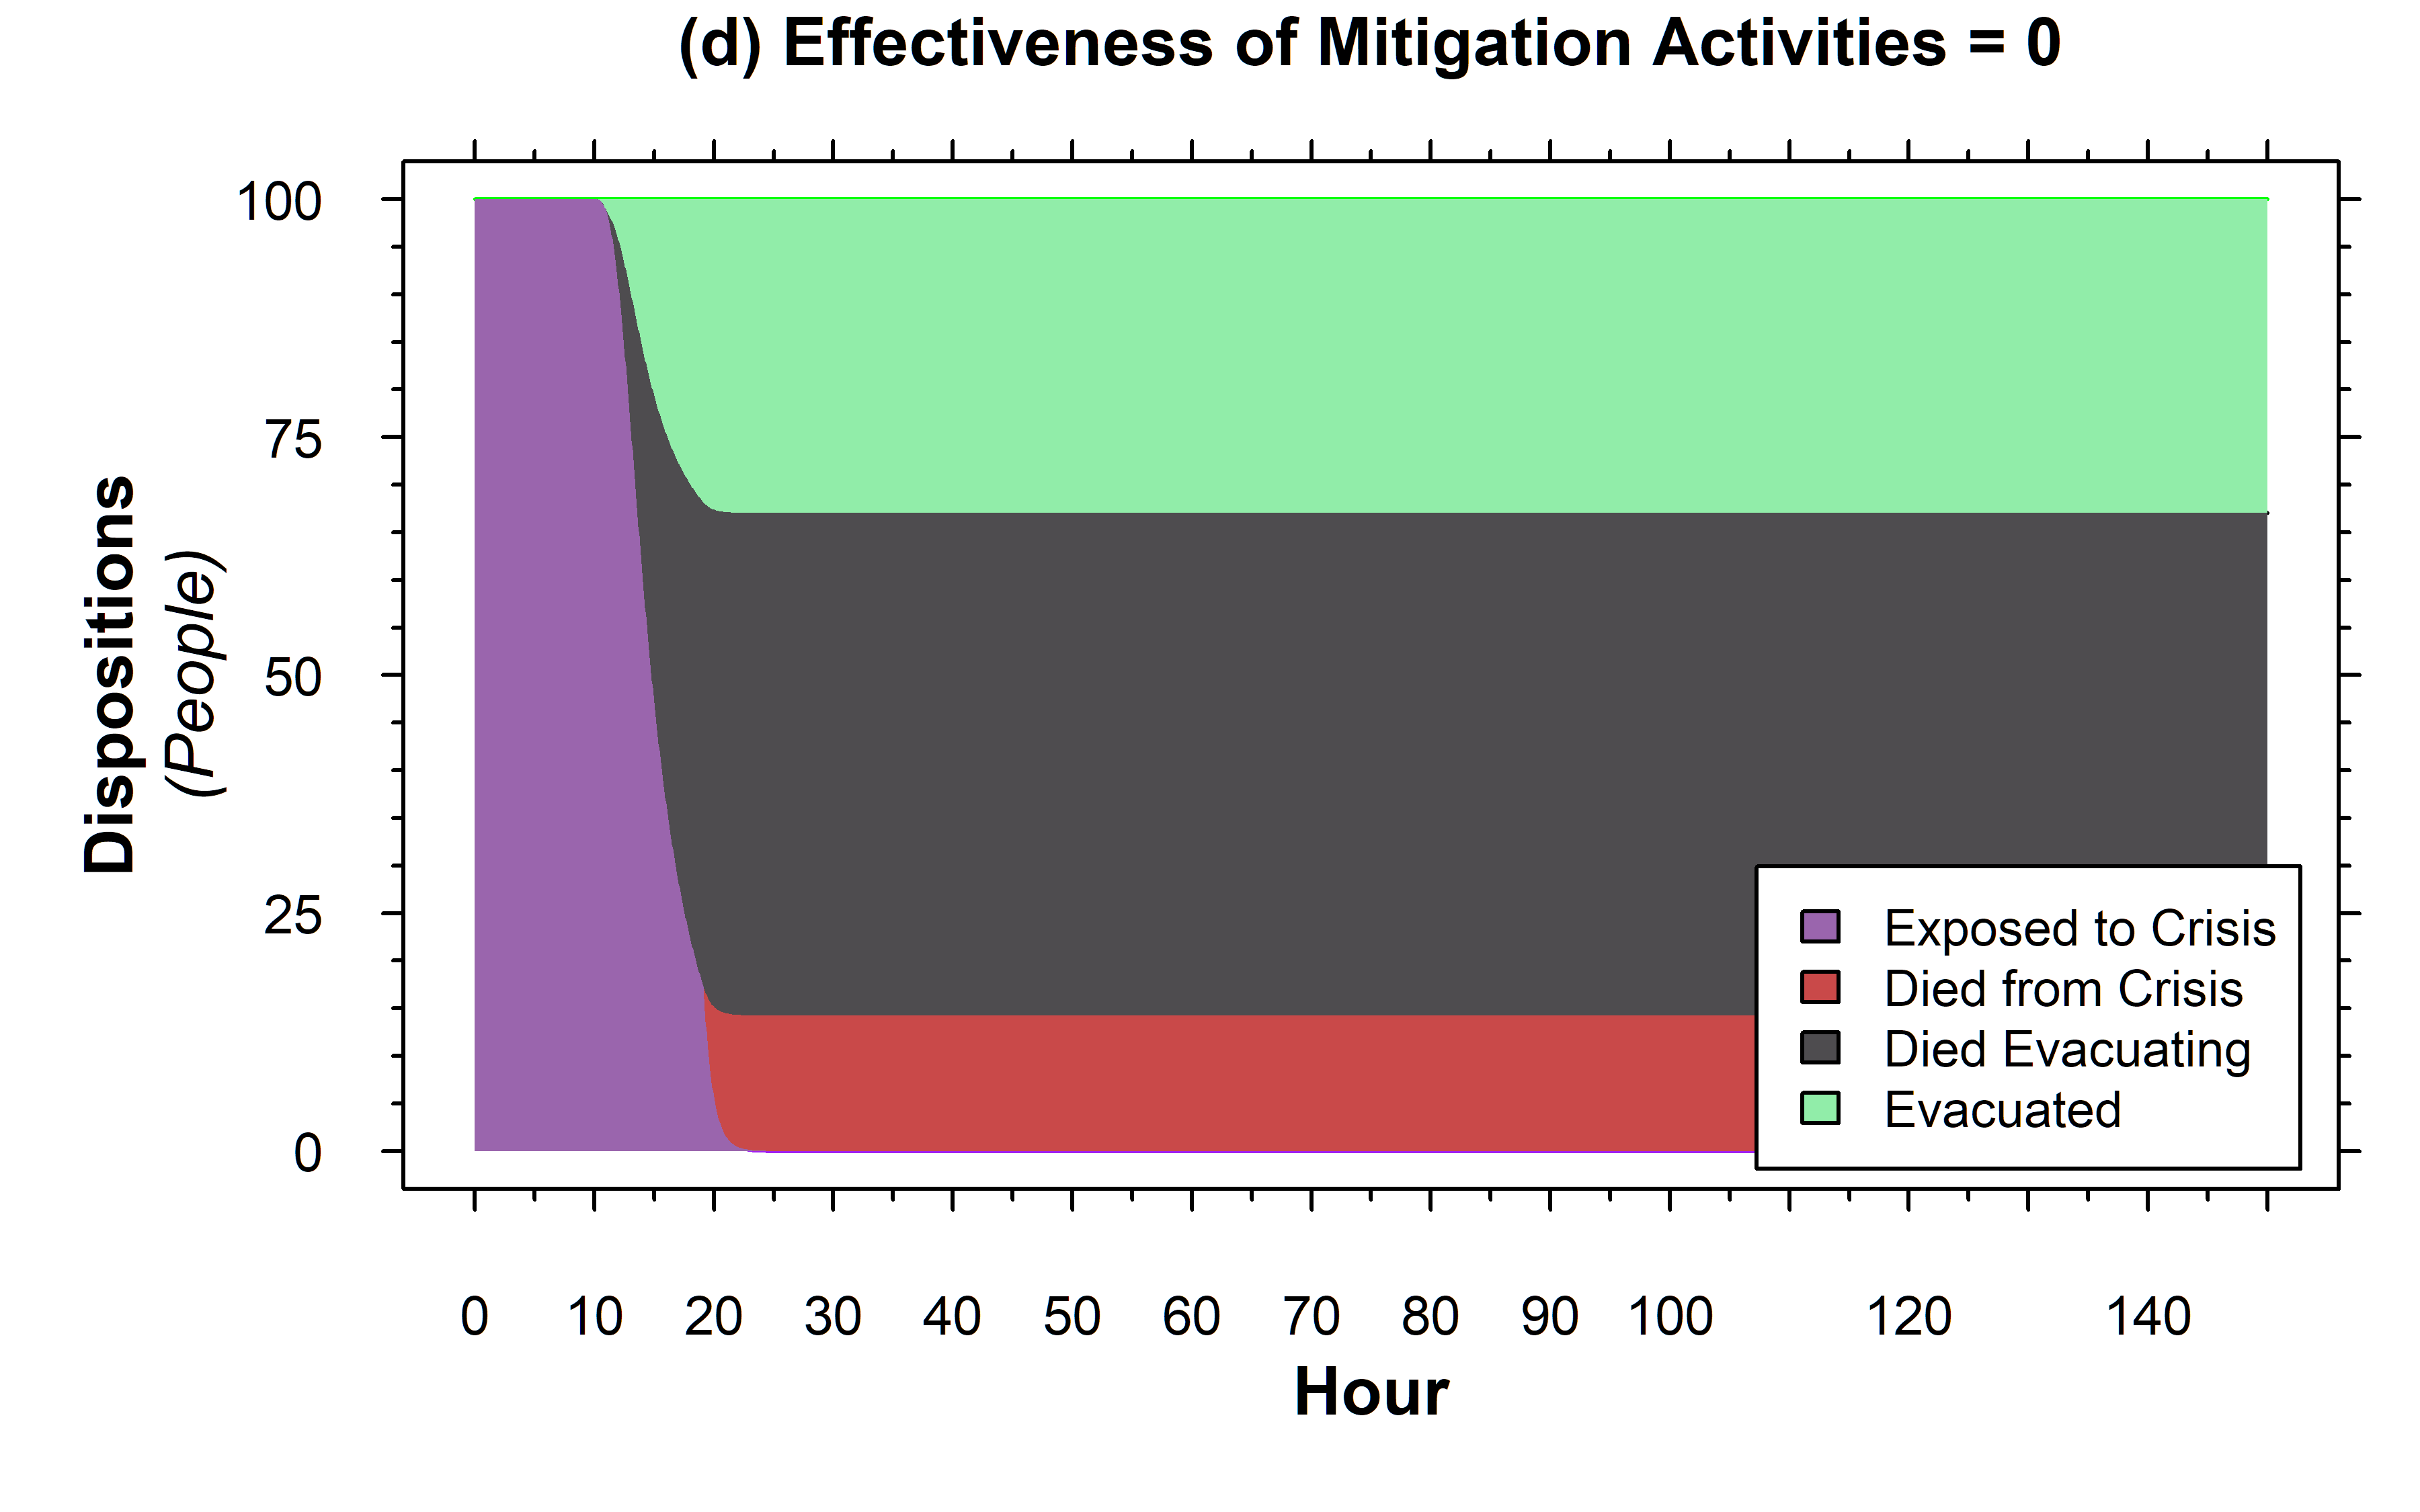 (d) Effectiveness of Mitigation Activities = 0
Dispositions
(People)
100
75
50
25
0
Exposed to Crisis
Died from Crisis
Died Evacuating
Evacuated
0 10 20 30 40 50 60 70 80 90 100 120 140
Hour